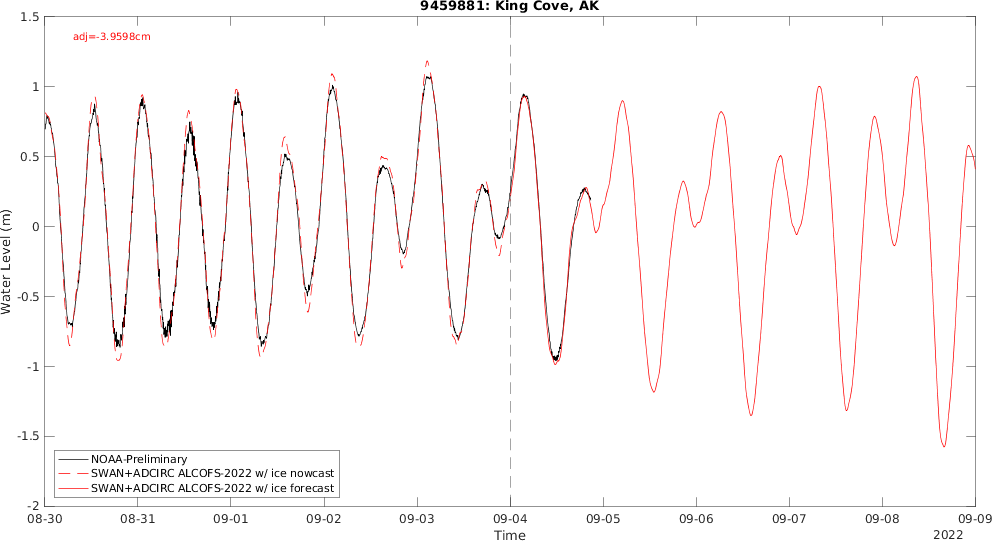 9459881: King Cove, AK
adj=-3.9598cm
Water Level (m)
1.5
1
0.5
0
-0.5
-1
-1.5
-2
NOAA-Preliminary
SWAN+ADCIRC ALCOFS-2022 w/ ice nowcast
SWAN+ADCIRC ALCOFS-2022 w/ ice forecast
08-30 08-31 09-01 09-02 09-03 09-04 09-05 09-06 09-07 09-08 09-09
Time
2022